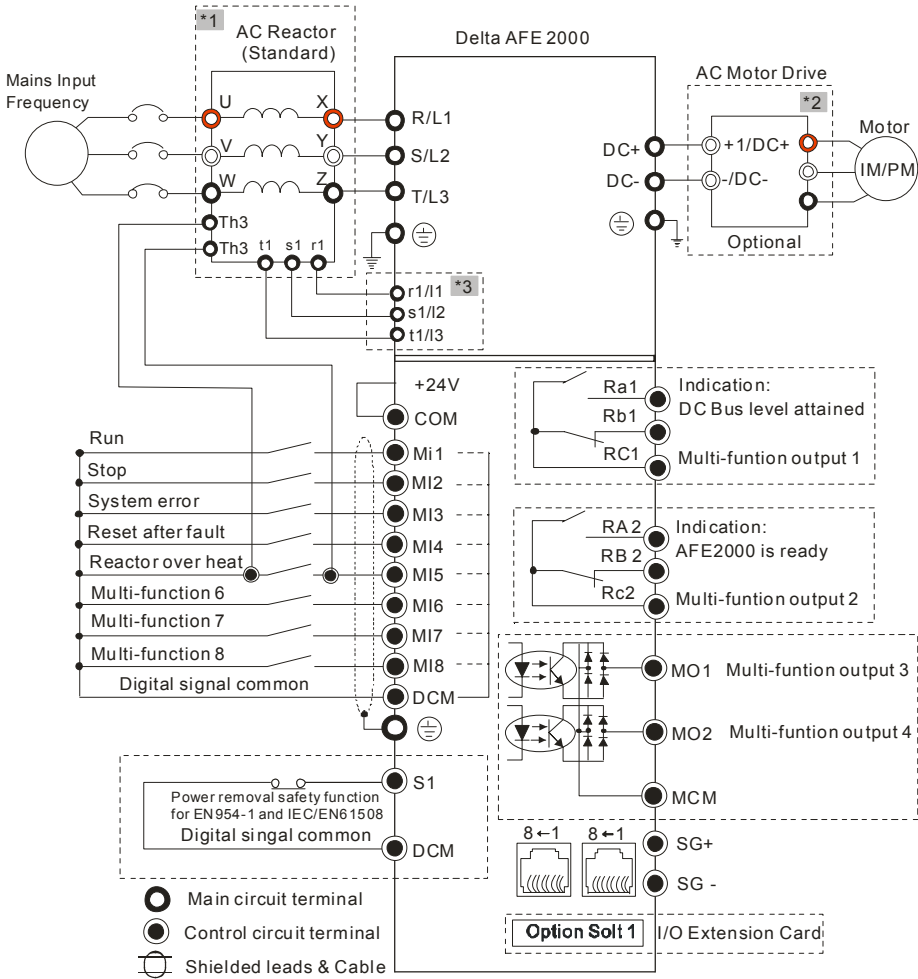 *1
AC Reactor
(Standard)
Delta AFE 2000
Mains Input
Frequency
U
X
V
Y
W
Z
Th3
Th3
t1
s1
r1
R/L1
S/L2
T/L3
*3
r1/l1
s1/l2
t1/l3
AC Motor Drive
*2
Motor
DC+
+1/DC+
DC-
-/DC-
IM/PM
Optional
+24V
COM
Run
Mi1
Stop
MI2
System error
MI3
Reset after fault
MI4
Reactor over heat
MI5
Multi-function 6
MI6
Multi-function 7
MI7
Multi-function 8
MI8
Digital signal common
DCM
S1
Power removal safety function
for EN954-1 and IEC/EN61508
Digital singal common
DCM
Ra1
Indication:
DC Bus level attained
Rb1
RC1
Multi-funtion output 1
RA2
Indication:
AFE2000 is ready
RB2
Rc2
Multi-funtion output 2
MO1
Multi-funtion output 3
MO2
Multi-funtion output 4
MCM
8←1
8←1
SG+
SG -
Option Solt 1
I/O Extension Card
Main circuit terminal
Control circuit terminal
Shielded leads & Cable